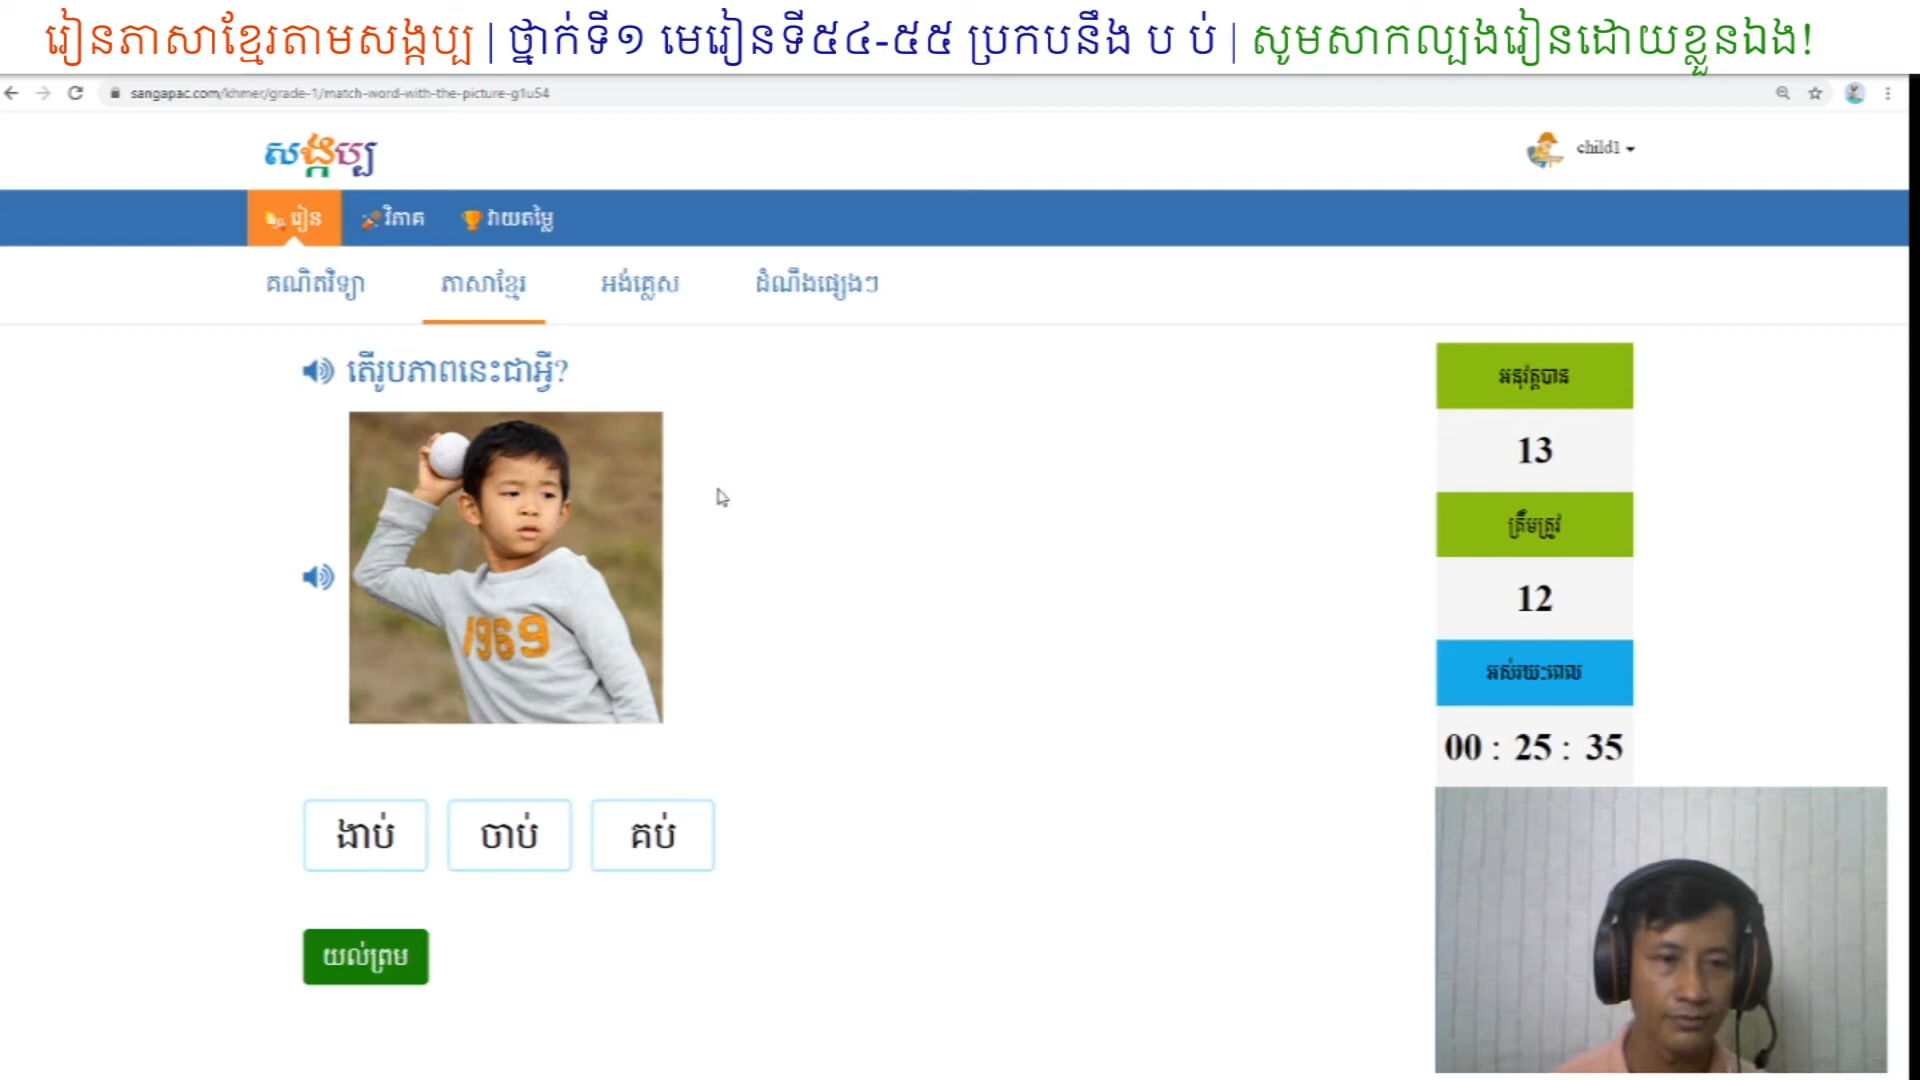 រៀនភាសាខ្មែរតាមសង្កប្ប | ថ្នាក់ទី១ មេរៀនទី៥៤-៥៥ ប្រកបនឹង ប ប់ | សូមសាកល្បងរៀនដោយខ្លួនឯង!
sangapac.com/khmer/grade-1/match-word-with-the-picture-g1u54
សង្កប្ប
child1
រៀន វិភាគ វាយតម្លៃ
គណិតវិទ្យា ភាសាខ្មែរ អង់គ្លេស ដំណឹងផ្សេងៗ
តើរូបភាពនេះជាអ្វី?
1969
ងាប់ ចាប់ គប់
យល់ព្រម
អនុវត្តបាន
13
ត្រឹមត្រូវ
12
អស់រយៈពេល
00 : 25 : 35